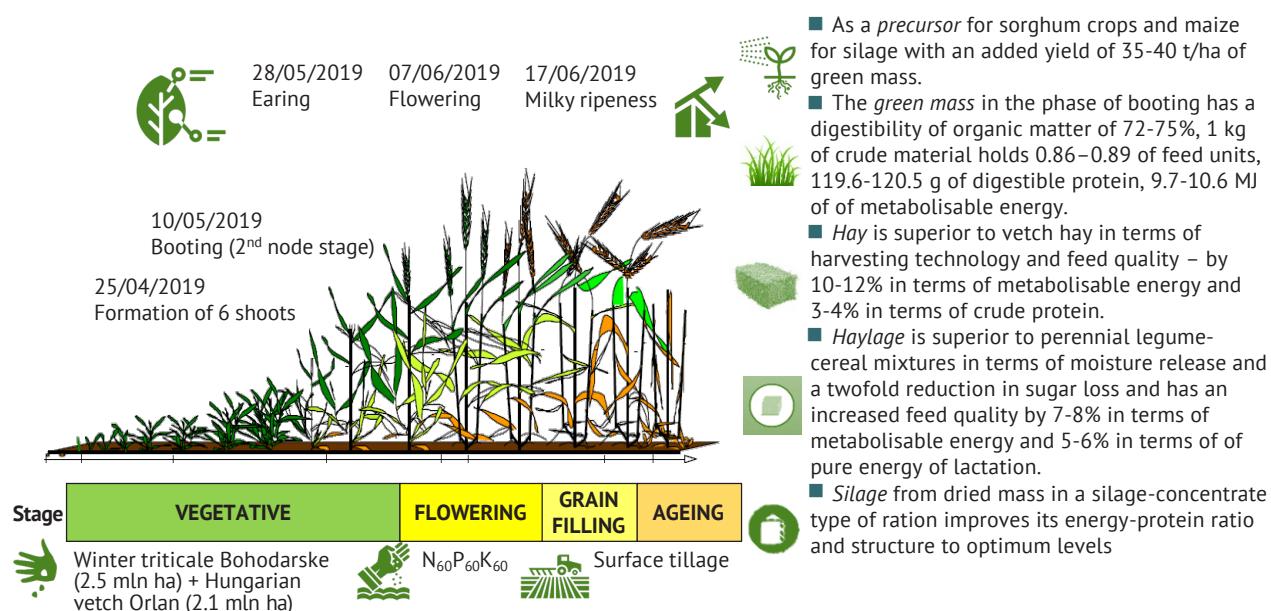 28/05/2019
Earing
07/06/2019
Flowering
17/06/2019
Milky ripeness
10/05/2019
Booting (2nd node stage)
25/04/2019
Formation of 6 shoots
Stage
VEGETATIVE
FLOWERING
GRAIN
FILLING
AGEING
Winter triticale Bohodarske
(2.5 mln ha) + Hungarian
vetch Orlan (2.1 mln ha)
N60P60K60
Surface tillage
■ As a precursor for sorghum crops and maize
for silage with an added yield of 35-40 t/ha of
green mass.
■ The green mass in the phase of booting has a
digestibility of organic matter of 72-75%, 1 kg
of crude material holds 0.86–0.89 of feed units,
119.6-120.5 g of digestible protein, 9.7-10.6 MJ
of of metabolisable energy.
■ Hay is superior to vetch hay in terms of
harvesting technology and feed quality – by
10-12% in terms of metabolisable energy and
3-4% in terms of crude protein.
■ Haylage is superior to perennial legume-
cereal mixtures in terms of moisture release and
a twofold reduction in sugar loss and has an
increased feed quality by 7-8% in terms of
metabolisable energy and 5-6% in terms of of
pure energy of lactation.
■ Silage from dried mass in a silage-concentrate
type of ration improves its energy-protein ratio
and structure to optimum levels